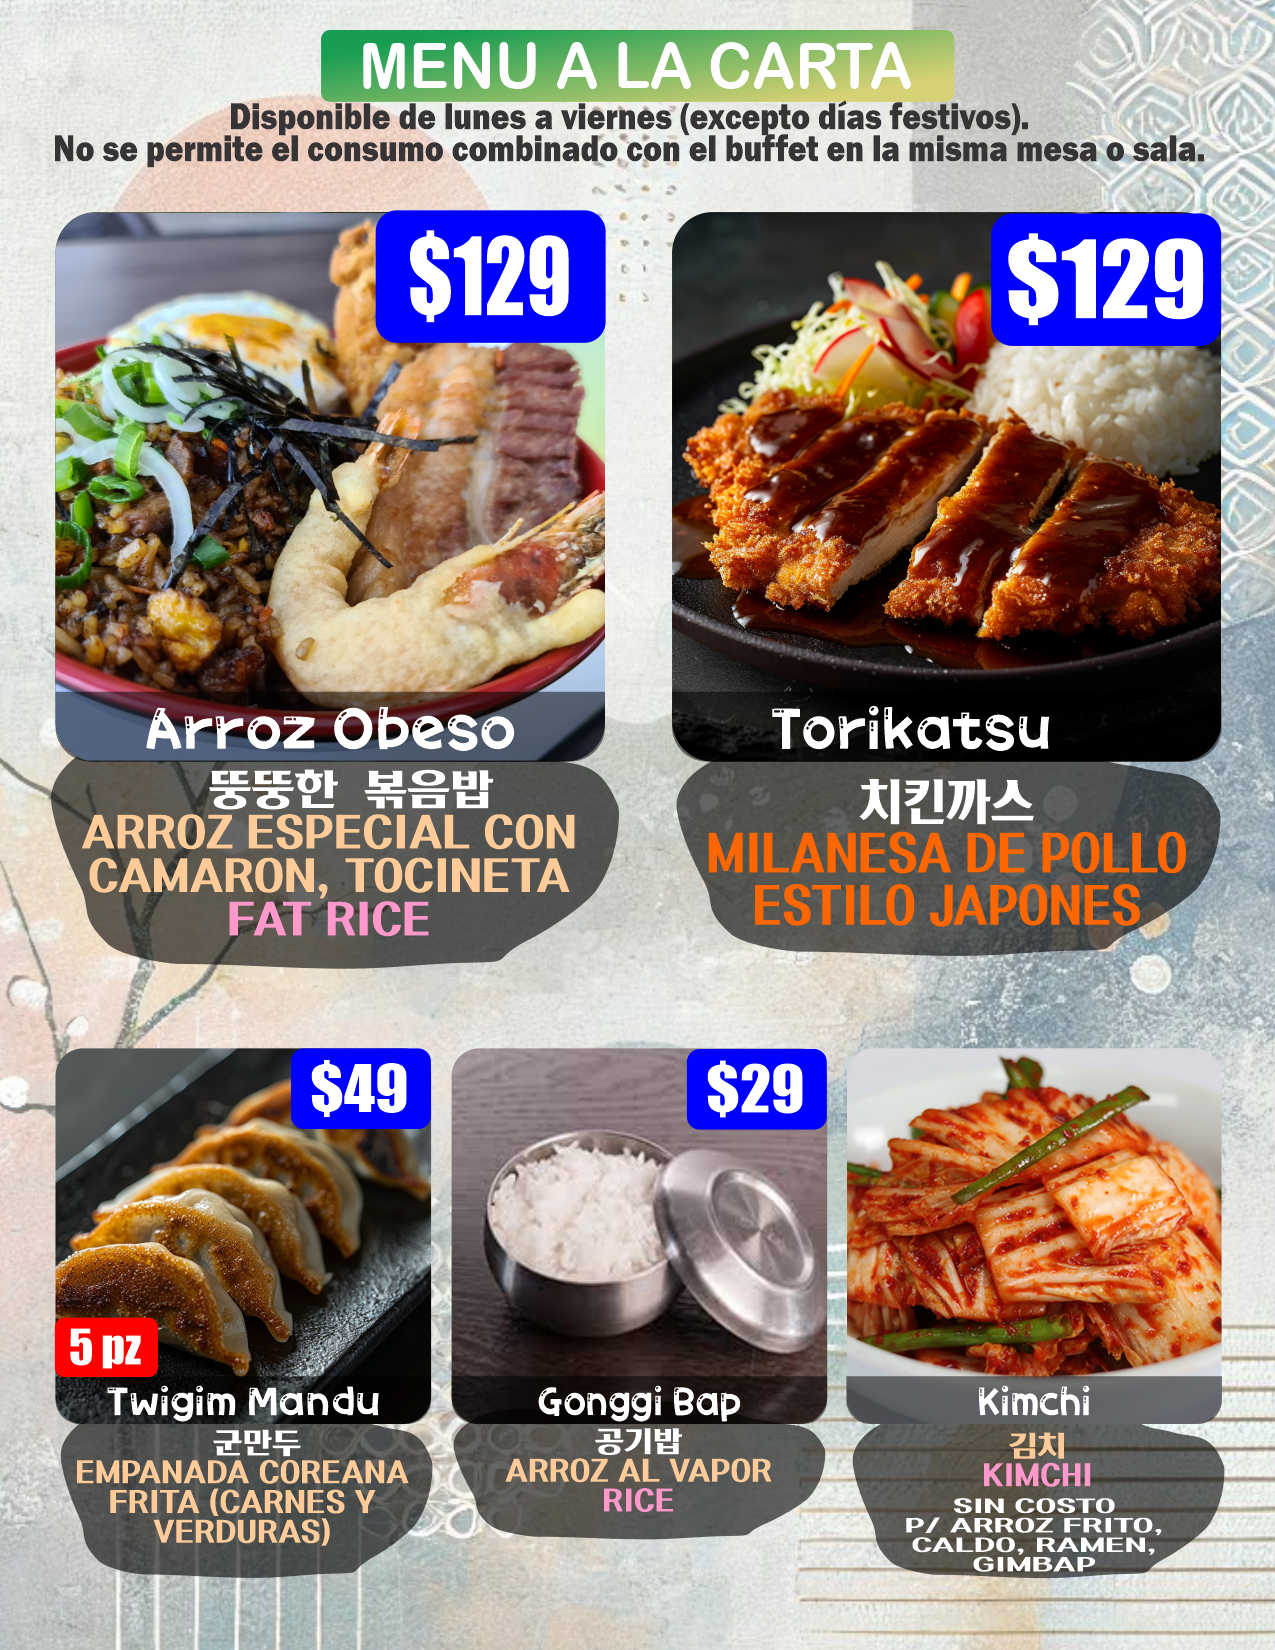 MENU A LA CARTA
Disponible de lunes a viernes (excepto días festivos).
No se permite el consumo combinado con el buffet en la misma mesa o sala.
$129
Arroz Obeso
뚱뚱한 볶음밥
ARROZ ESPECIAL CON
CAMARON, TOCINETA
FAT RICE
$129
Torikatsu
치킨까스
MILANESA DE POLLO
ESTILO JAPONES
$49
5 pz
Twigim Mandu
군만두
EMPANADA COREANA
FRITA (CARNES Y
VERDURAS)
$29
Gonggi Bap
공기밥
ARROZ AL VAPOR
RICE
Kimchi
김치
KIMCHI
SIN COSTO
P/ ARROZ FRITO,
CALDO, RAMEN,
GIMBAP